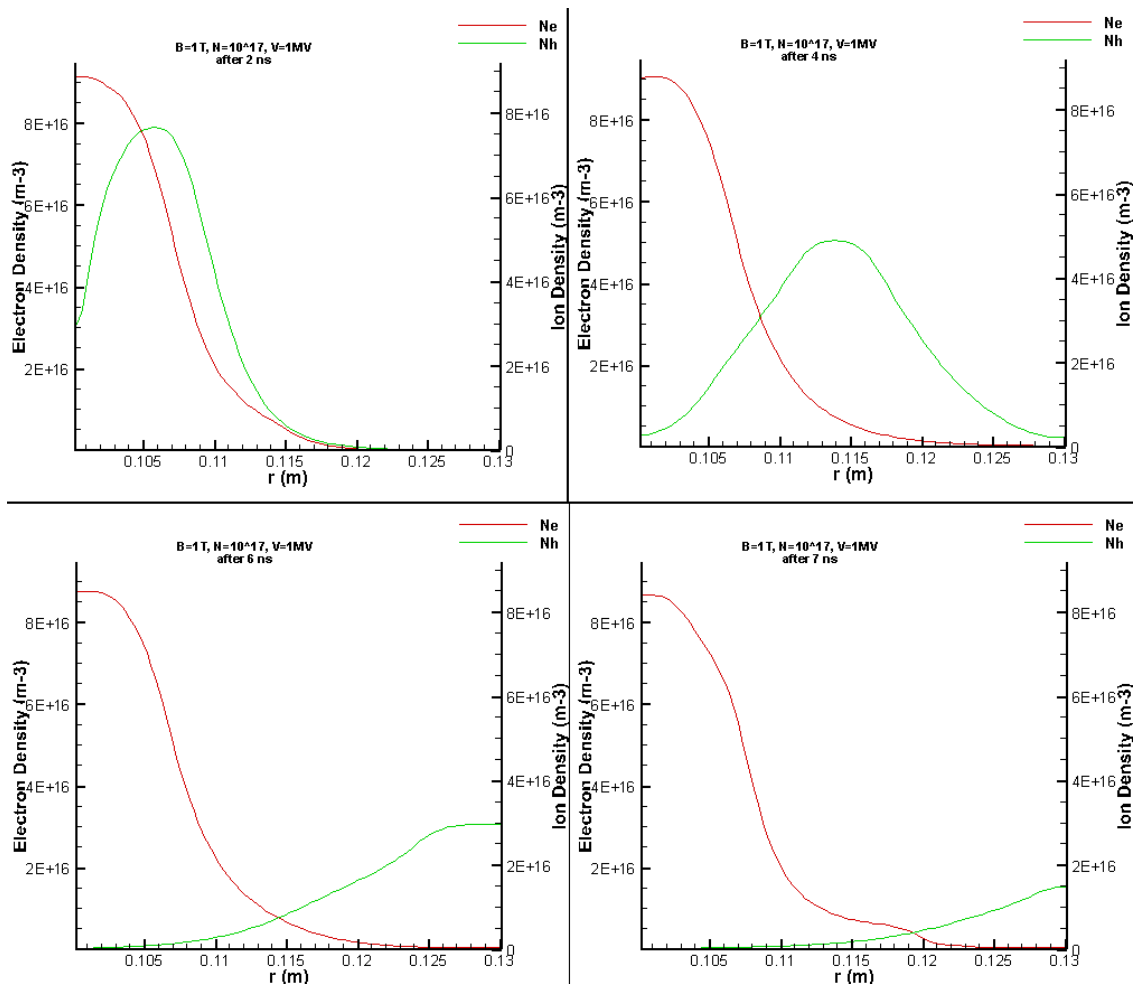 Ne
Nh
B=1T, N=10^17, V=1MV
after 2 ns
Electron Density (m-3)
8E+16
6E+16
4E+16
2E+16
Ion Density (m-3)
8E+16
6E+16
4E+16
2E+16
0
0.105 0.11 0.115 0.12 0.125 0.13
r (m)
Ne
Nh
B=1T, N=10^17, V=1MV
after 4 ns
Electron Density (m-3)
8E+16
6E+16
4E+16
2E+16
Ion Density (m-3)
8E+16
6E+16
4E+16
2E+16
0
0.105 0.11 0.115 0.12 0.125 0.13
r (m)
Ne
Nh
B=1T, N=10^17, V=1MV
after 6 ns
Electron Density (m-3)
8E+16
6E+16
4E+16
2E+16
Ion Density (m-3)
8E+16
6E+16
4E+16
2E+16
0
0.105 0.11 0.115 0.12 0.125 0.13
r (m)
Ne
Nh
B=1T, N=10^17, V=1MV
after 7 ns
Electron Density (m-3)
8E+16
6E+16
4E+16
2E+16
Ion Density (m-3)
8E+16
6E+16
4E+16
2E+16
0
0.105 0.11 0.115 0.12 0.125 0.13
r (m)